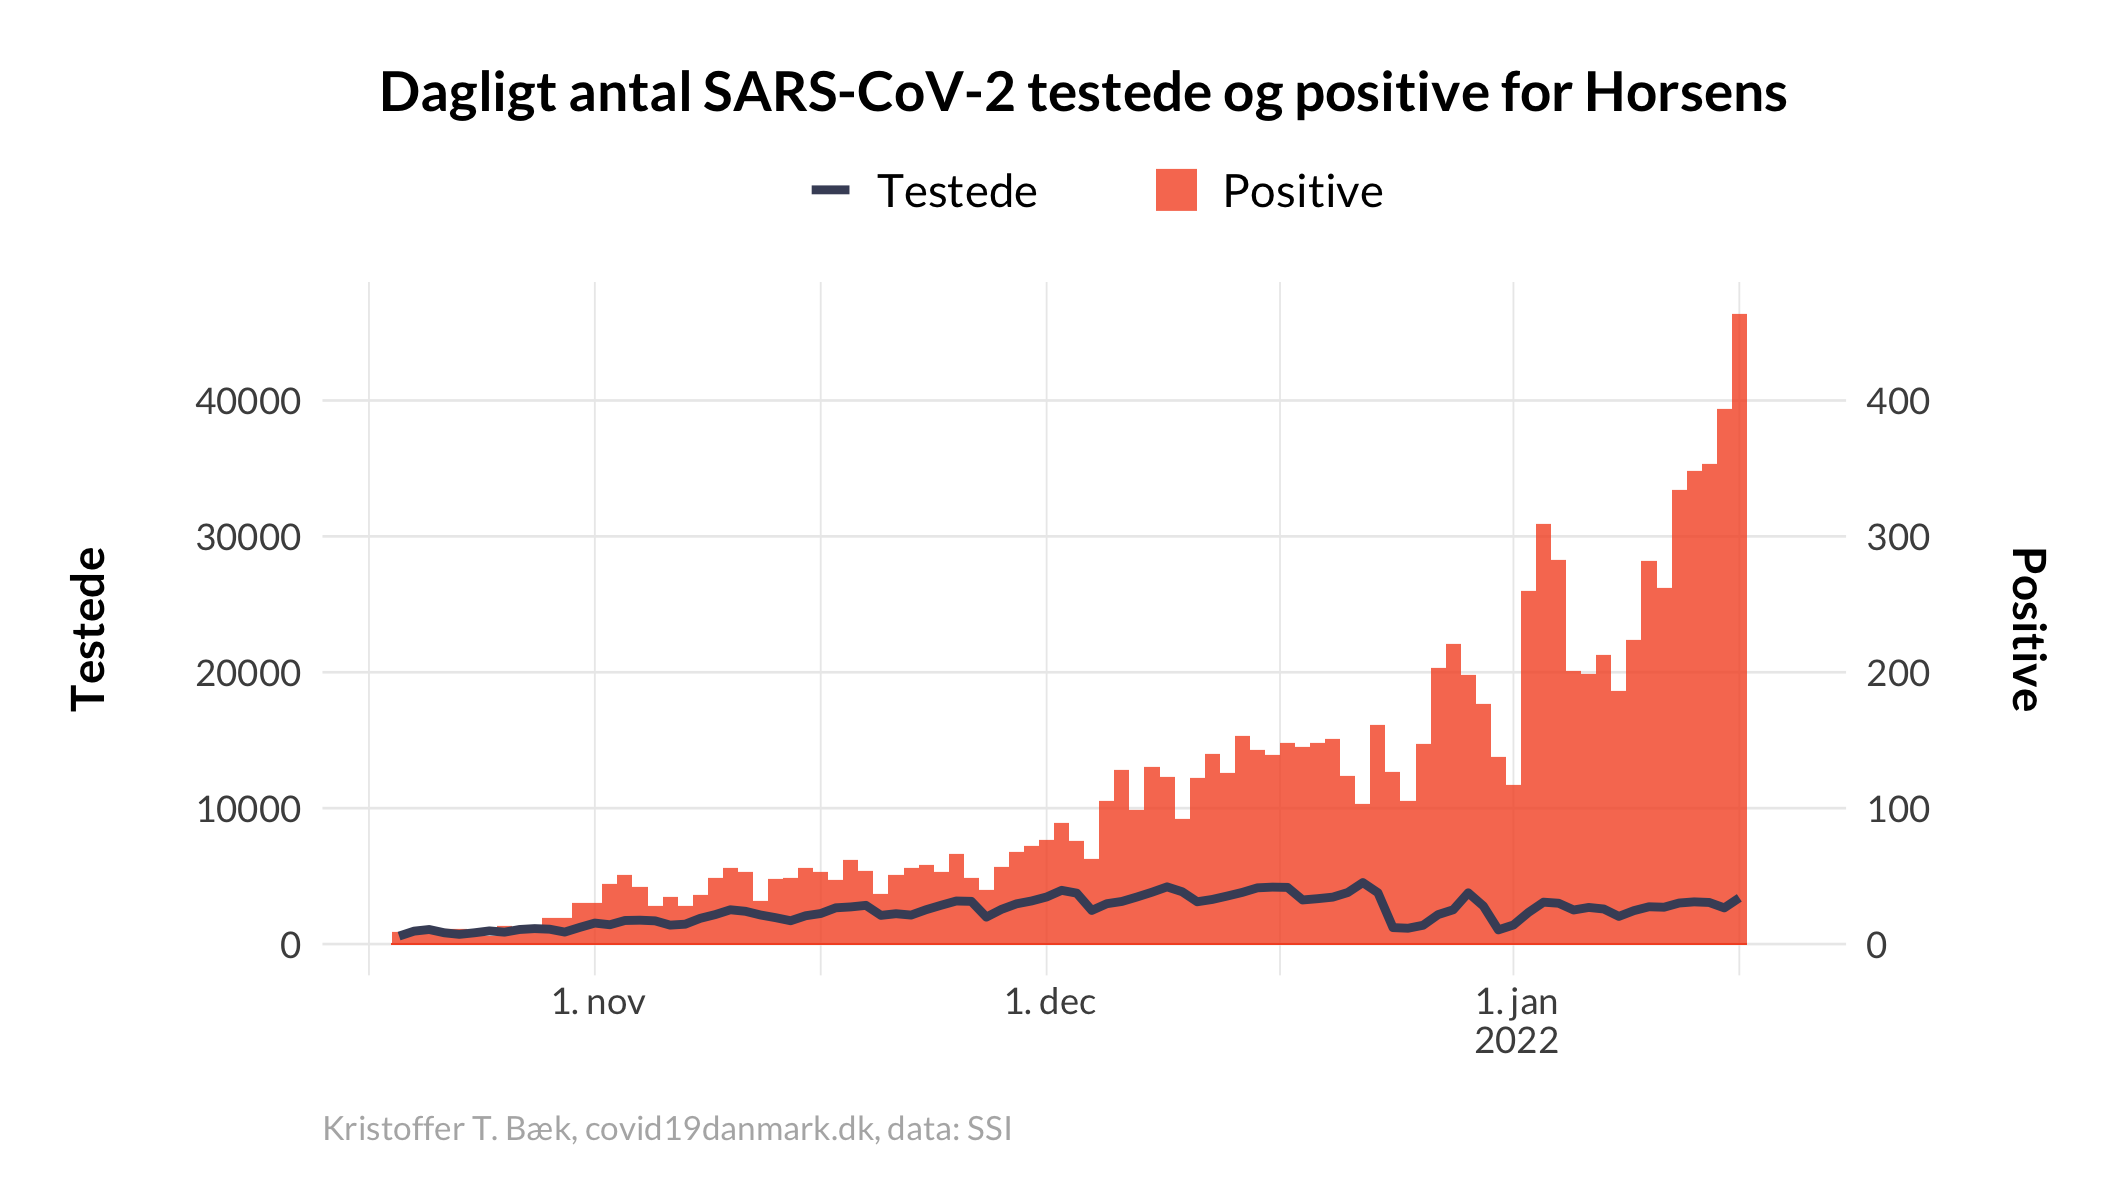 Dagligt antal SARS-CoV-2 testede og positive for Horsens
Testede
Positive
Testede
40000
30000
20000
10000
0
400
300
200
100
0
Positive
1. nov
1. dec
1. jan
2022
Kristoffer T. Bæk, covid19danmark.dk, data: SSI